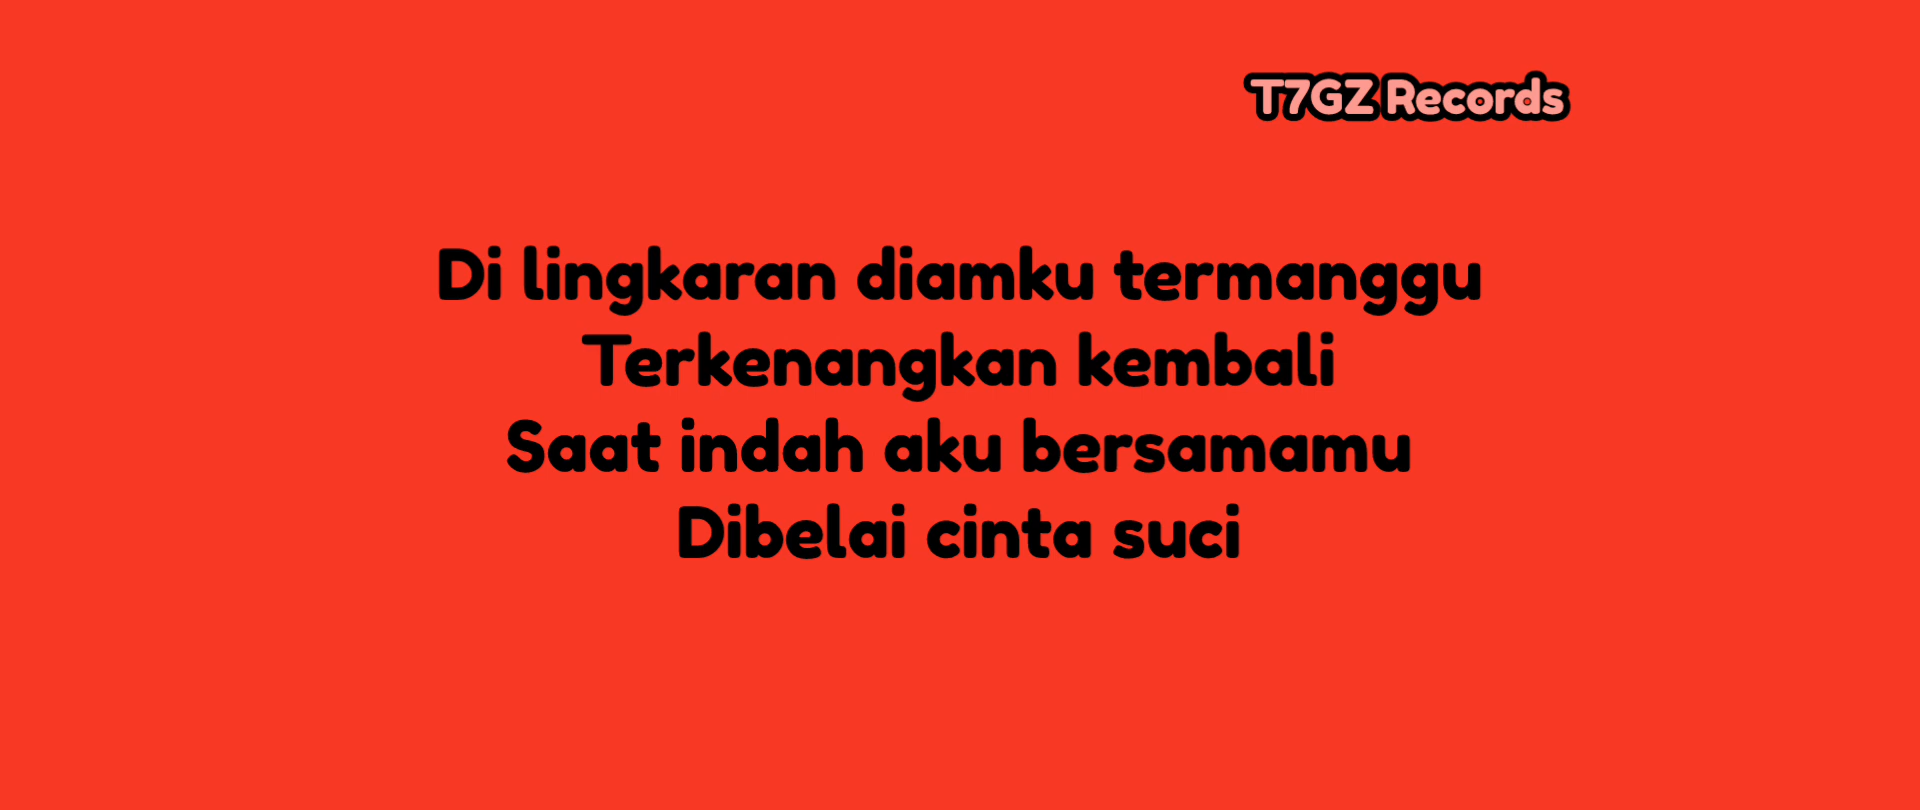 T7GZ Records
Di lingkaran diamku termanggu
Terkenangkan kembali
Saat indah aku bersamamu
Dibelai cinta suci